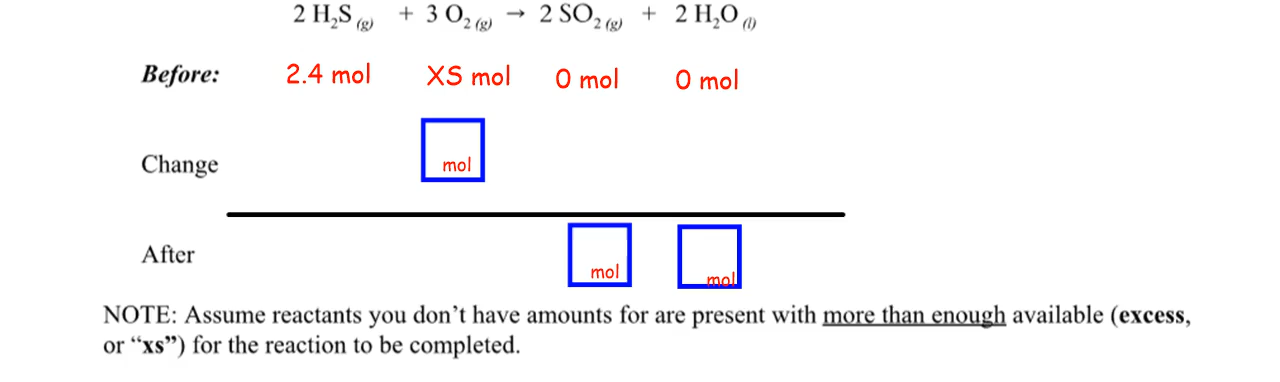 2 H₂S (g) + 3 O₂ (g) → 2 SO₂ (g) + 2 H₂O (l)
Before: 2.4 mol XS mol 0 mol 0 mol
Change mol
After mol mol
NOTE: Assume reactants you don't have amounts for are present with more than enough available (excess,
or "xs") for the reaction to be completed.